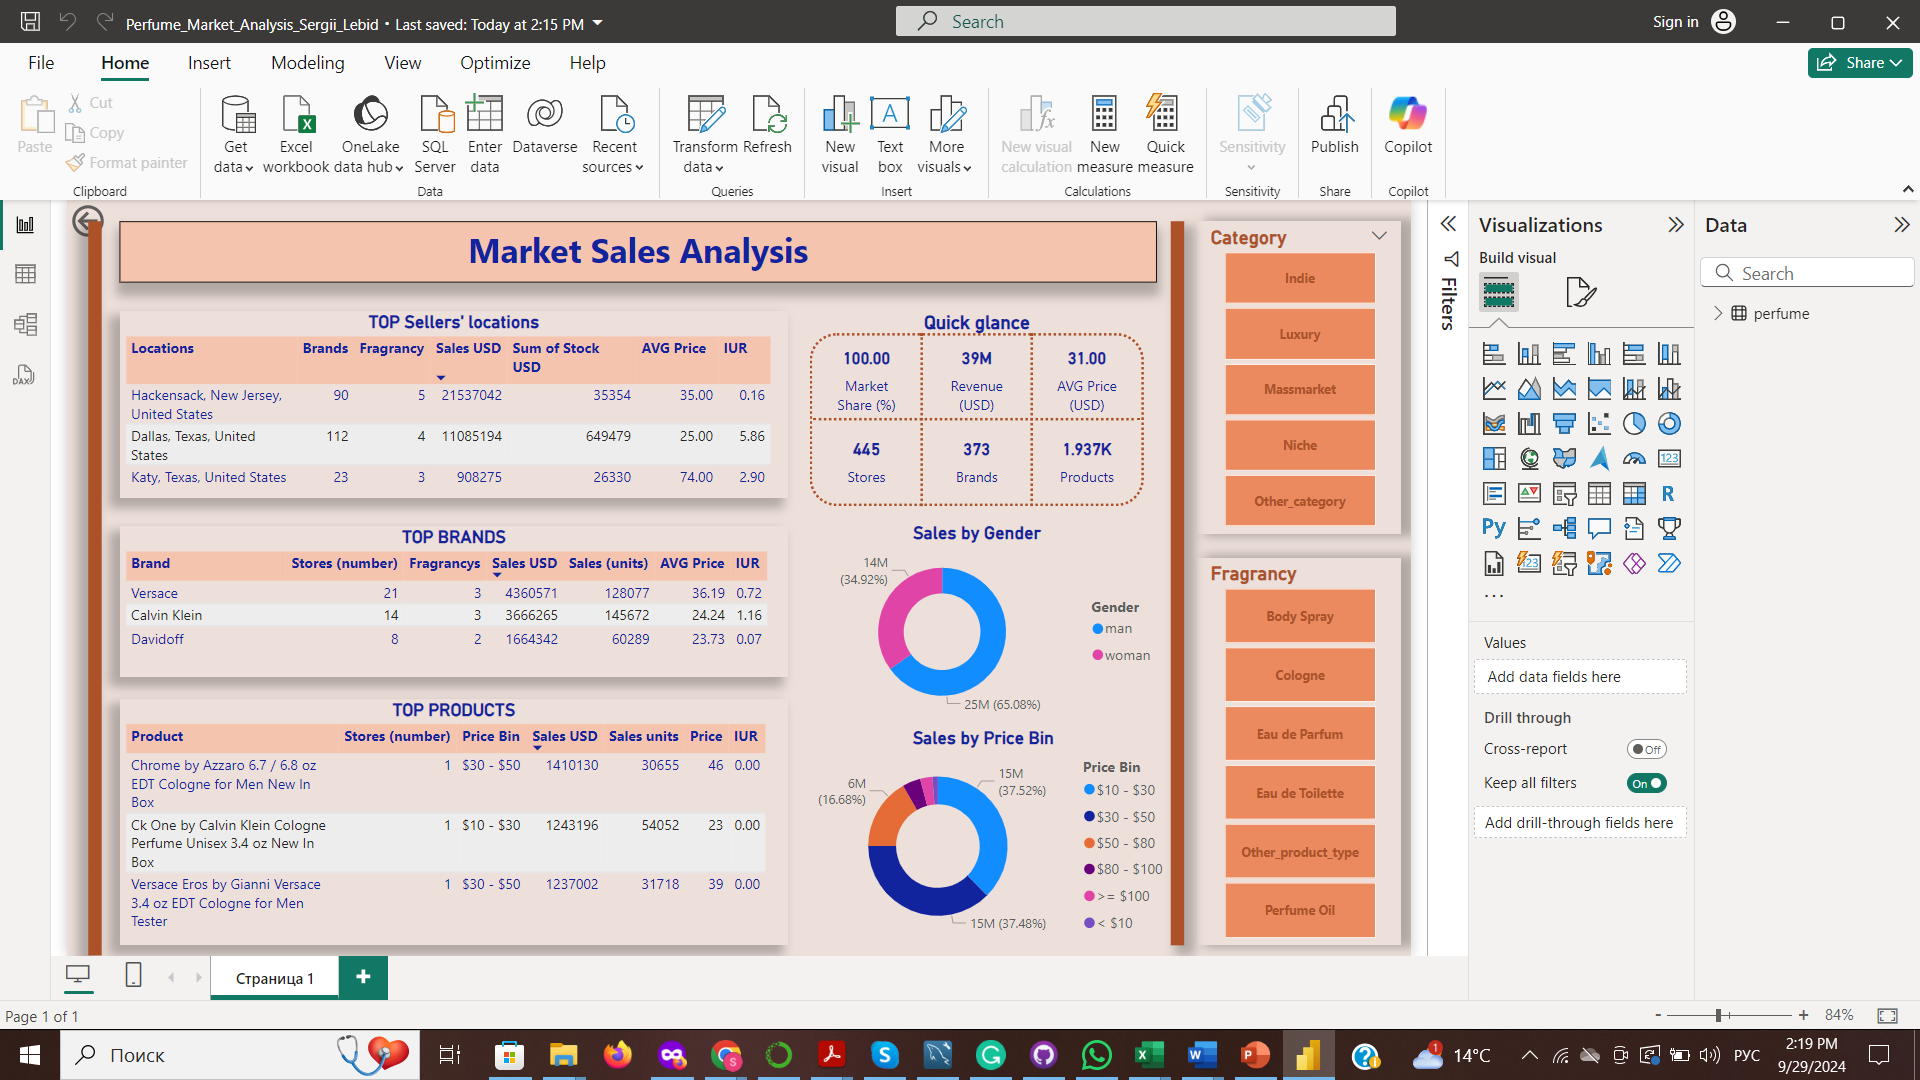 Perfume_Market_Analysis_Sergii_Lebid • Last saved: Today at 2:15 PM
Search
Sign in
File Home Insert Modeling View Optimize Help
Share
Paste
Cut
Copy
Format painter
Clipboard
Get data
Excel workbook
OneLake data hub
SQL Server
Enter data
Dataverse
Recent sources
Data
Transform data
Refresh
Queries
New visual
Text box
More visuals
Insert
New visual calculation
New measure
Quick measure
Calculations
Sensitivity
Sensitivity
Publish
Share
Copilot
Copilot
Market Sales Analysis
TOP Sellers' locations
Locations Brands Fragrancy Sales USD Sum of Stock USD AVG Price IUR
Hackensack, New Jersey, United States 90 5 21537042 35354 35.00 0.16
Dallas, Texas, United States 112 4 11085194 649479 25.00 5.86
Katy, Texas, United States 23 3 908275 26330 74.00 2.90
TOP BRANDS
Brand Stores (number) Fragrancys Sales USD Sales (units) AVG Price IUR
Versace 21 3 4360571 128077 36.19 0.72
Calvin Klein 14 3 3666265 145672 24.24 1.16
Davidoff 8 2 1664342 60289 23.73 0.07
TOP PRODUCTS
Product Stores (number) Price Bin Sales USD Sales units Price IUR
Chrome by Azzaro 6.7 / 6.8 oz EDT Cologne for Men New In Box 1 $30 - $50 1410130 30655 46 0.00
Ck One by Calvin Klein Cologne Perfume Unisex 3.4 oz New In Box 1 $10 - $30 1243196 54052 23 0.00
Versace Eros by Gianni Versace 3.4 oz EDT Cologne for Men Tester 1 $30 - $50 1237002 31718 39 0.00
Quick glance
100.00
Market Share (%)
39M
Revenue (USD)
31.00
AVG Price (USD)
445
Stores
373
Brands
1.937K
Products
Sales by Gender
14M (34.92%)
25M (65.08%)
Gender
man
woman
Sales by Price Bin
15M (37.52%)
6M (16.68%)
15M (37.48%)
Price Bin
$10 - $30
$30 - $50
$50 - $80
$80 - $100
>= $100
< $10
Category
Indie
Luxury
Massmarket
Niche
Other_category
Fragrancy
Body Spray
Cologne
Eau de Parfum
Eau de Toilette
Other_product_type
Perfume Oil
Filters
Visualizations
Build visual
123
R
Py
123
...
Values
Add data fields here
Drill through
Cross-report
Off
Keep all filters
On
Add drill-through fields here
Data
Search
perfume
DAX
Страница 1
+
Page 1 of 1
- + 84%
Поиск
1
14°C
РУС
2:19 PM
9/29/2024